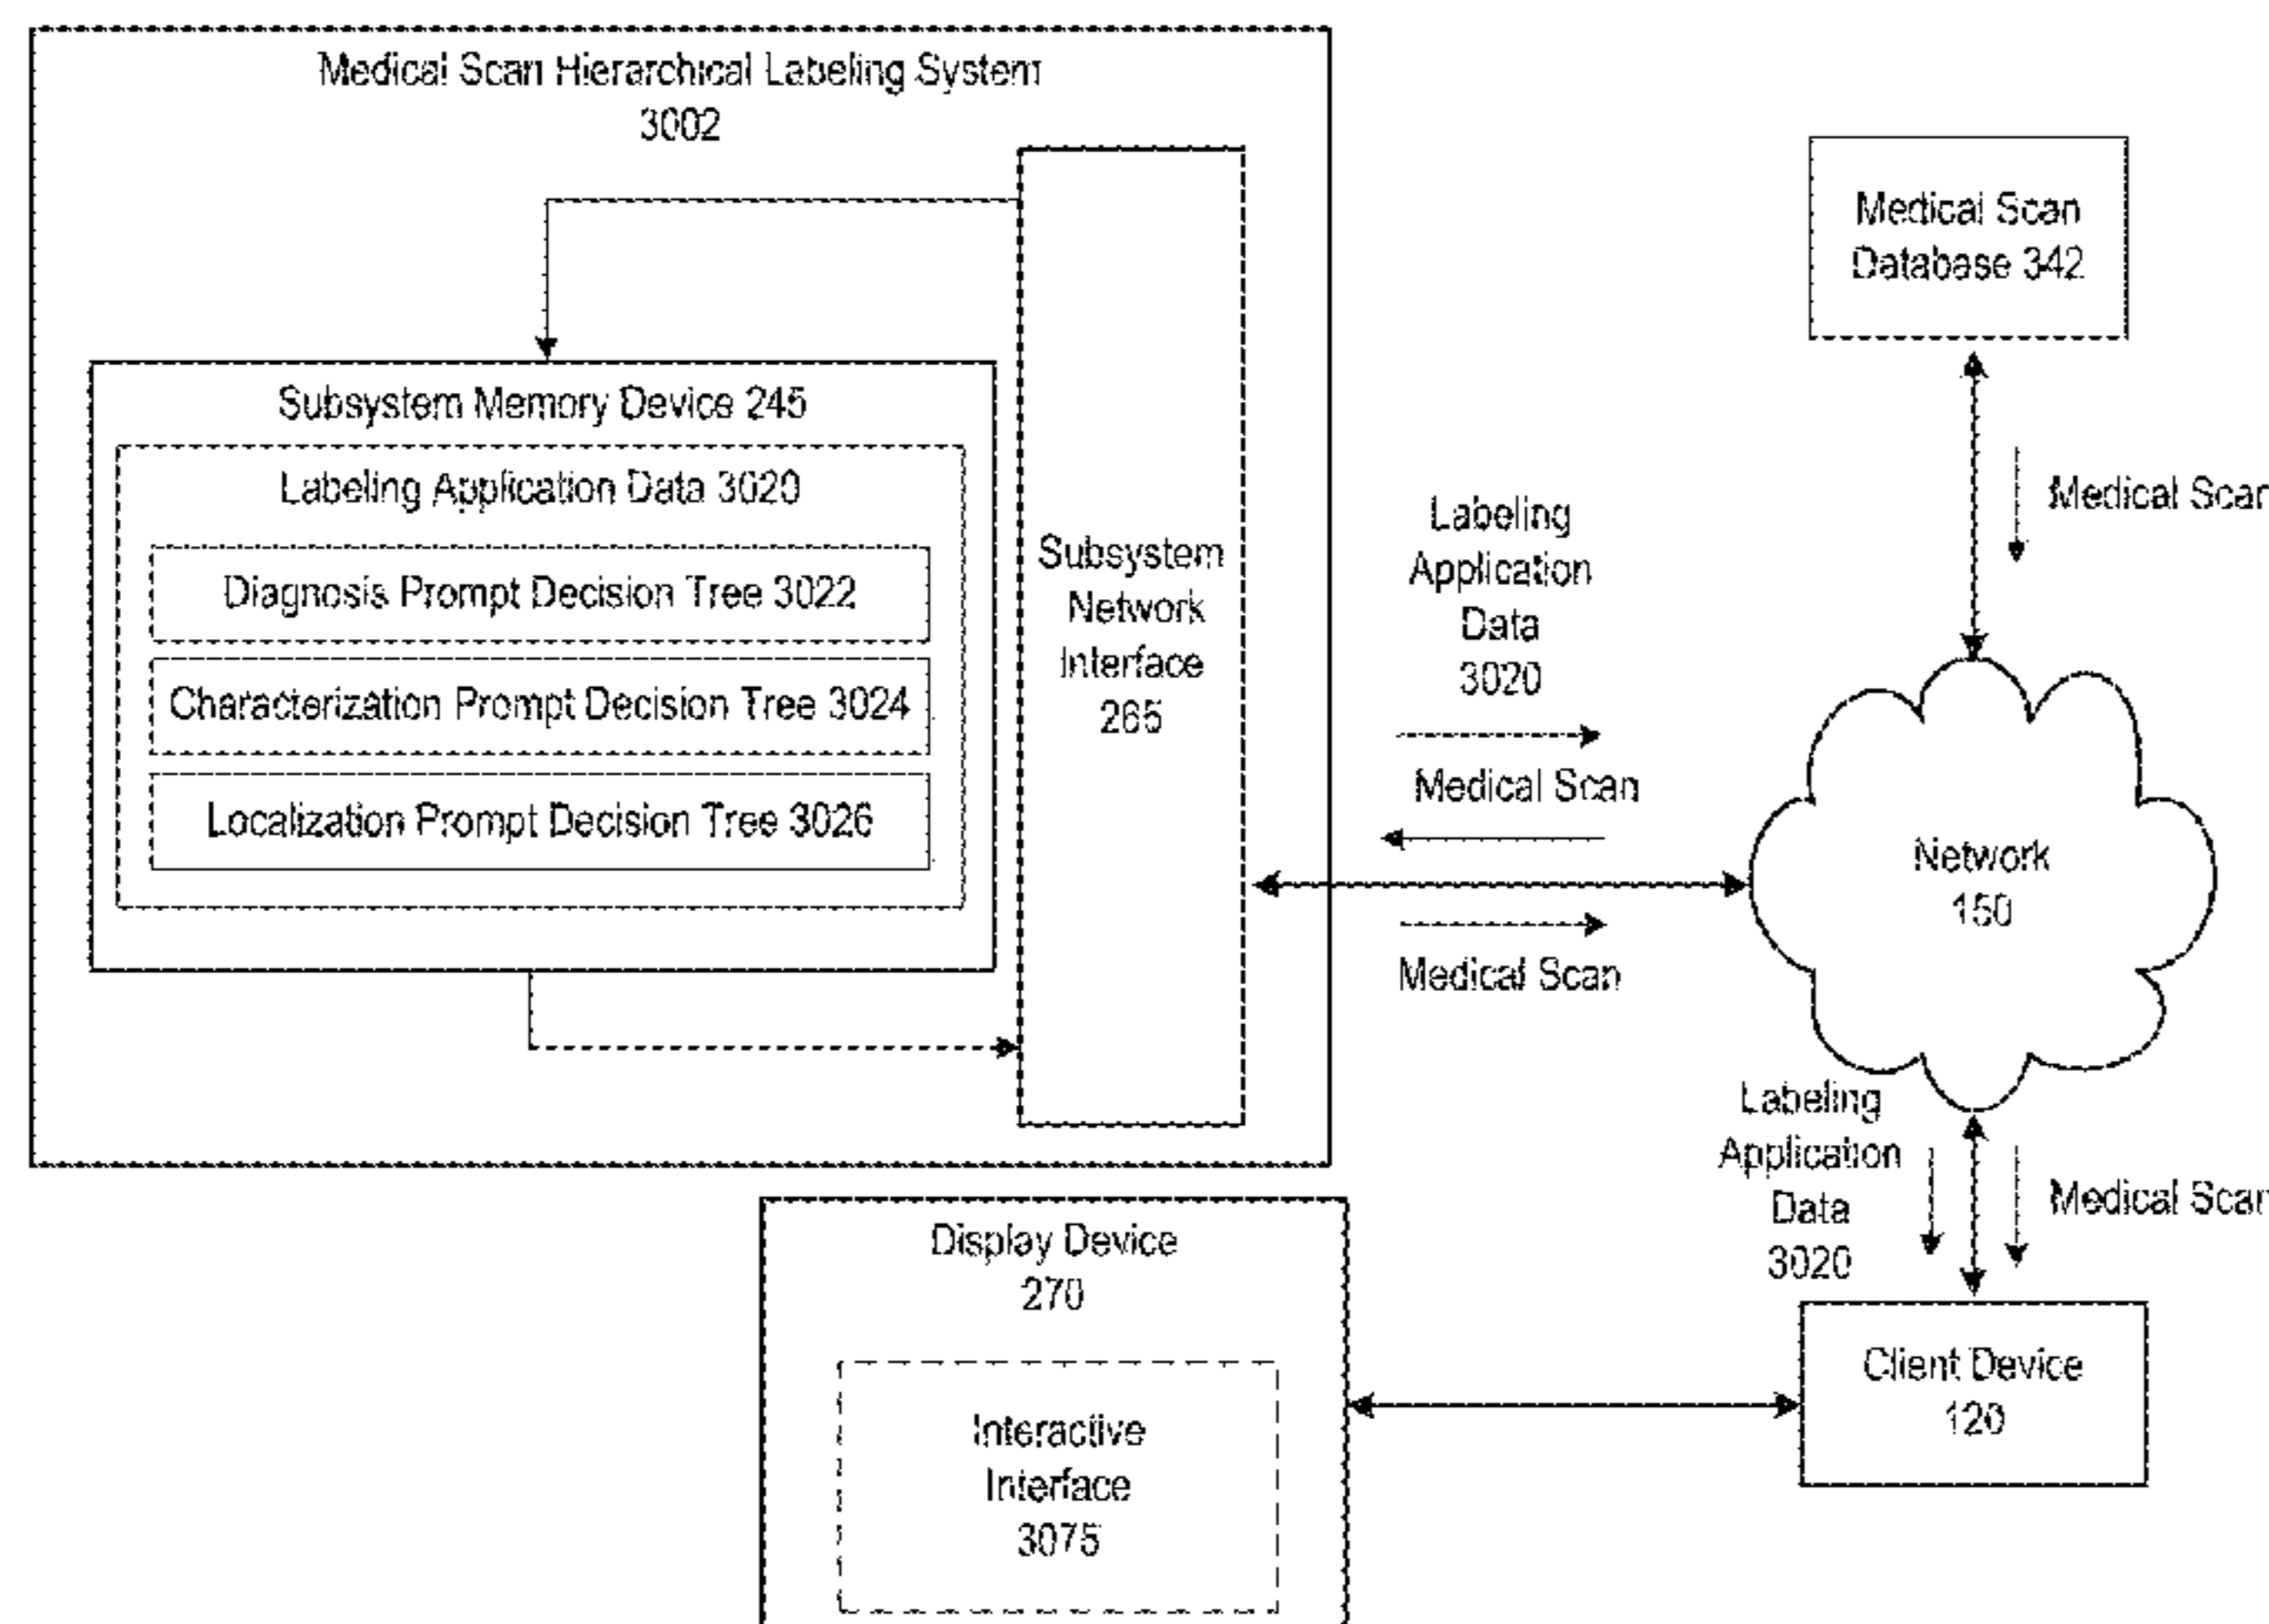 Medical Scan Hierarchical Labeling System
3002
Subsystem Memory Device 245
Labeling Application Data 3020
Diagnosis Prompt Decision Tree 3022
Characterization Prompt Decision Tree 3024
Localization Prompt Decision Tree 3026
Subsystem
Network
Interface
265
Labeling
Application
Data
3020
Medical Scan
Medical Scan
Medical Scan
Database 342
Medical Scan
Network
150
Labeling
Application
Data
3020
Medical Scan
Display Device
270
Interactive
Interface
3075
Client Device
120